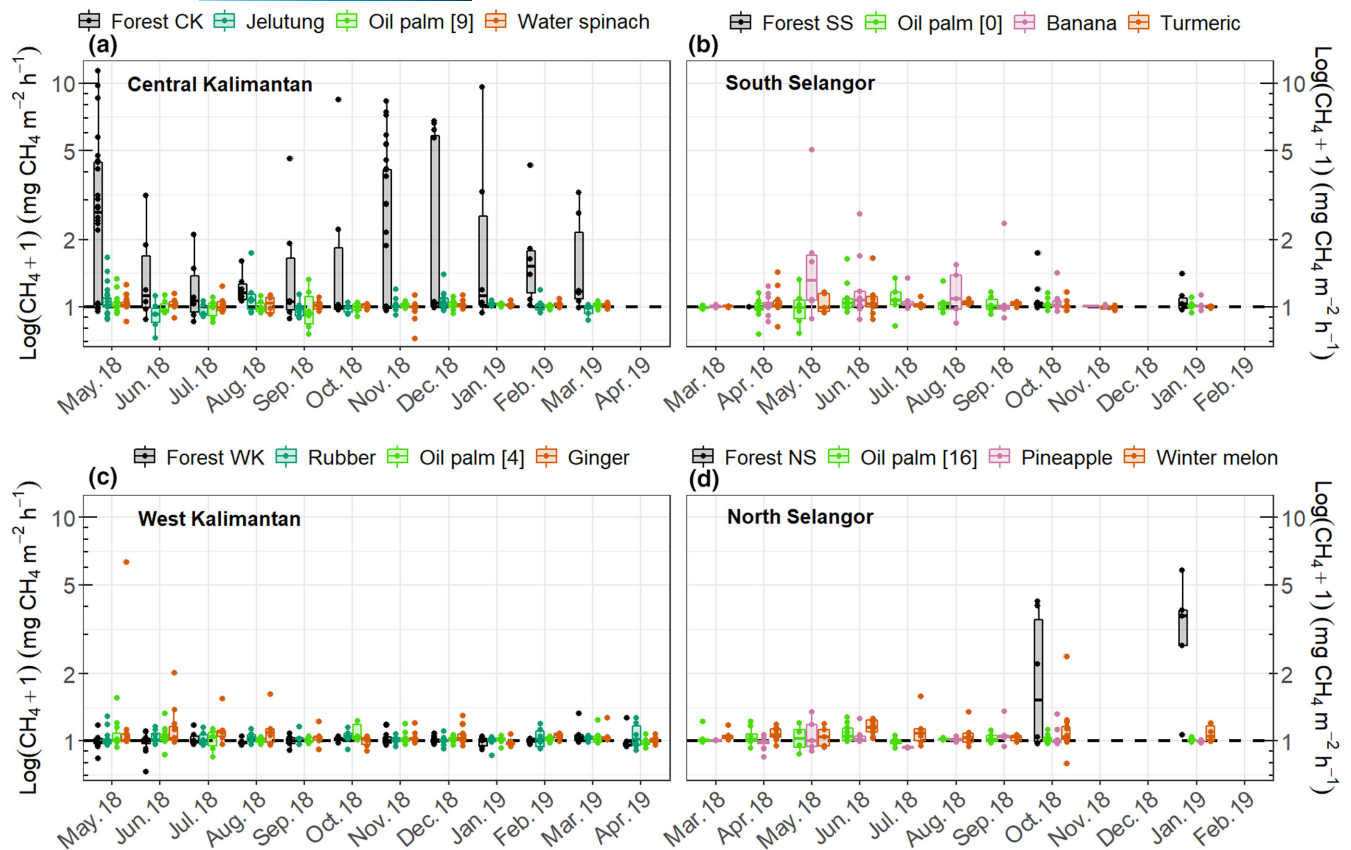 Forest CK Jelutung Oil palm [9] Water spinach
Forest SS Oil palm [0] Banana Turmeric
(a)
(b)
Central Kalimantan
South Selangor
Log(CH₄ + 1) (mg CH₄ m⁻² h⁻¹)
10
5
2
1
10
5
2
1
Log(CH₄ + 1) (mg CH₄ m⁻² h⁻¹)
May. 18 Jun. 18 Jul. 18 Aug. 18 Sep. 18 Oct. 18 Nov. 18 Dec. 18 Jan. 19 Feb. 19 Mar. 19 Apr. 19
Mar. 18 Apr. 18 May. 18 Jun. 18 Jul. 18 Aug. 18 Sep. 18 Oct. 18 Nov. 18 Dec. 18 Jan. 19 Feb. 19
Forest WK Rubber Oil palm [4] Ginger
Forest NS Oil palm [16] Pineapple Winter melon
(c)
(d)
West Kalimantan
North Selangor
Log(CH₄ + 1) (mg CH₄ m⁻² h⁻¹)
10
5
2
1
10
5
2
1
Log(CH₄ + 1) (mg CH₄ m⁻² h⁻¹)
May. 18 Jun. 18 Jul. 18 Aug. 18 Sep. 18 Oct. 18 Nov. 18 Dec. 18 Jan. 19 Feb. 19 Mar. 19 Apr. 19
Mar. 18 Apr. 18 May. 18 Jun. 18 Jul. 18 Aug. 18 Sep. 18 Oct. 18 Nov. 18 Dec. 18 Jan. 19 Feb. 19